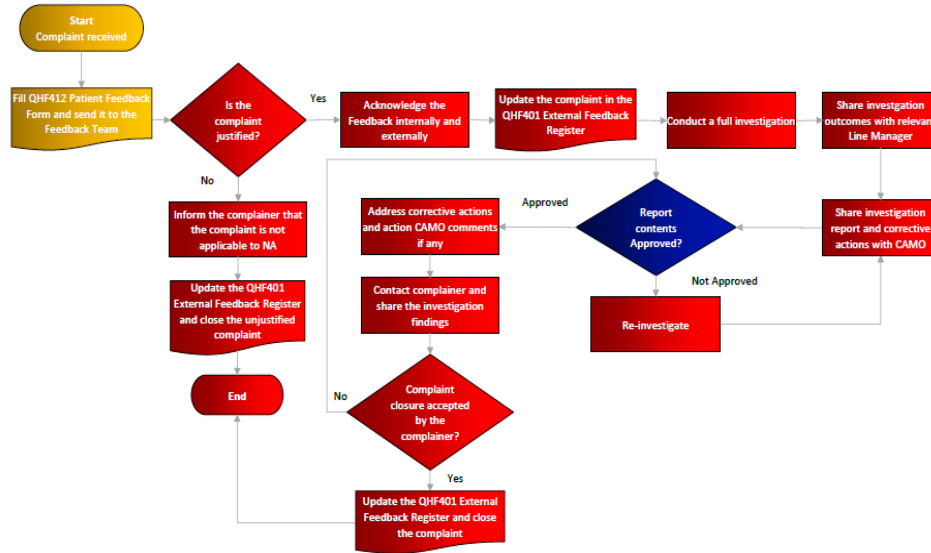 Start
Complaint received
Fill QHF412 Patient Feedback
Form and send it to the
Feedback Team
Is the
complaint
justified?
Yes
Acknowledge the
Feedback internally and
externally
Update the complaint in the
QHF401 External Feedback
Register
Conduct a full investigation
Share investgation
outcomes with relevan
Line Manager
No
Inform the complainer that
the complaint is not
applicable to NA
Update the QHF401
External Feedback Register
and close the unjustified
complaint
End
Approved
Address corrective actions
and action CAMO comments
if any
Report
contents
Approved?
Share investigation
report and corrective
actions with CAMO
Not Approved
Re-investigate
Contact complainer and
share the investigation
findings
No
Complaint
closure accepted
by the
complainer?
Yes
Update the QHF401 External
Feedback Register and close
the complaint